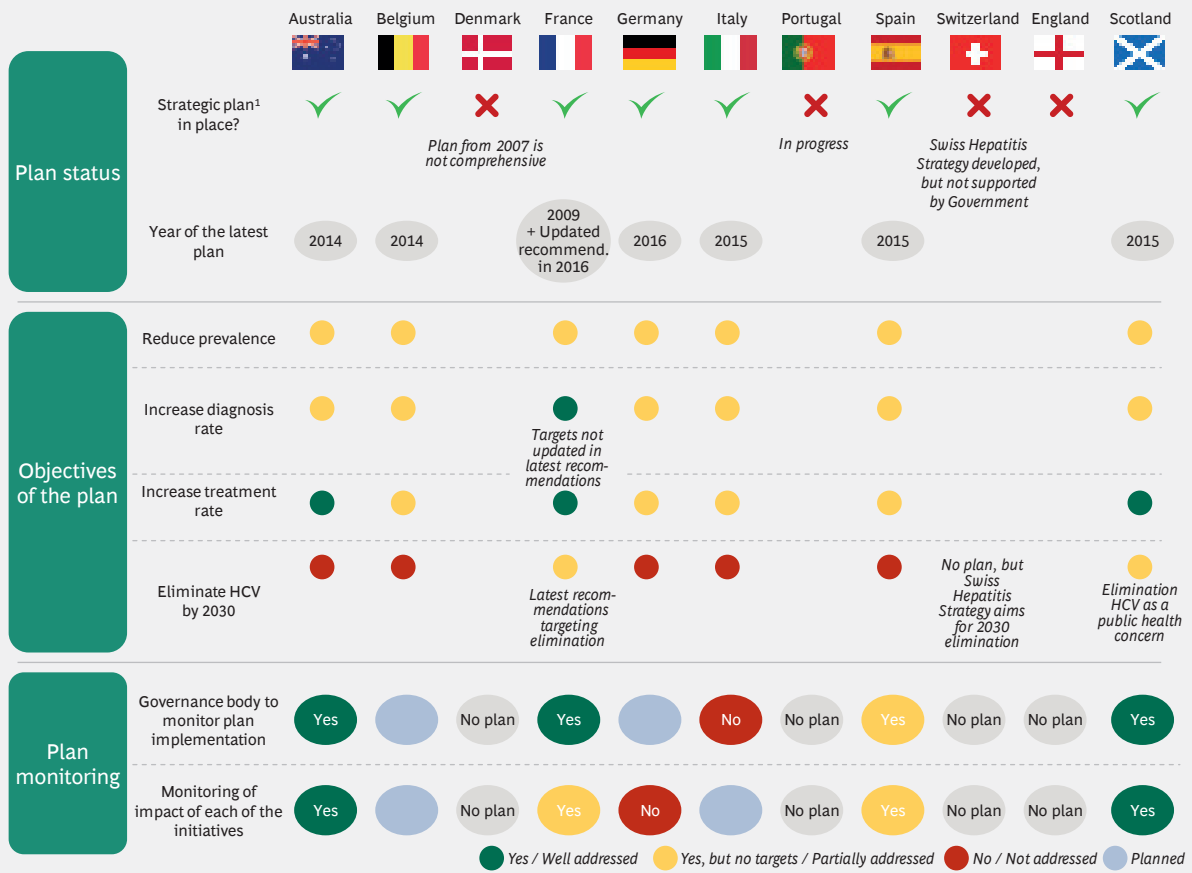 Australia Belgium Denmark France Germany Italy Portugal Spain Switzerland England Scotland
Plan status
Strategic plan¹
in place?
Plan from 2007 is
not comprehensive
In progress
Swiss Hepatitis
Strategy developed,
but not supported
by Government
Year of the latest
plan
2014
2014
2009
+ Updated
recommend.
in 2016
2016
2015
2015
2015
Objectives
of the plan
Reduce prevalence
Increase diagnosis
rate
Targets not
updated in
latest recom-
mendations
Increase treatment
rate
Eliminate HCV
by 2030
Latest recom-
mendations
targeting
elimination
No plan, but
Swiss
Hepatitis
Strategy aims
for 2030
elimination
Elimination
HCV as a
public health
concern
Plan
monitoring
Governance body to
monitor plan
implementation
Yes No plan Yes No No plan Yes No plan No plan Yes
Monitoring of
impact of each of the
initiatives
Yes No plan Yes No No plan Yes No plan No plan Yes
Yes / Well addressed Yes, but no targets / Partially addressed No / Not addressed Planned